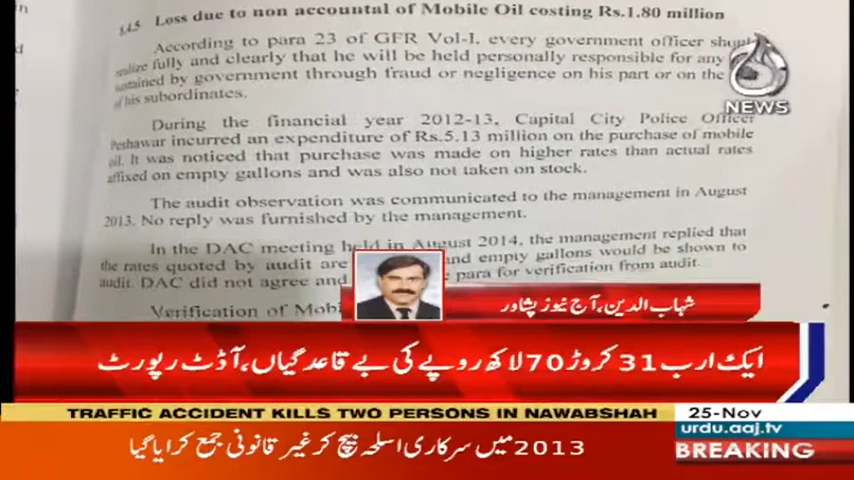 8.4.5 Loss due to non accountal of Mobile Oil costing Rs.1.80 million
According to para 23 of GFR Vol-I, every government officer should
realize fully and clearly that he will be held personally responsible for any
sustained by government through fraud or negligence on his part or on the
of his subordinates.
During the financial year 2012-13, Capital City Police Officer
Peshawar incurred an expenditure of Rs.5.13 million on the purchase of mobile
oil. It was noticed that purchase was made on higher rates than actual rates
affixed on empty gallons and was also not taken on stock.
The audit observation was communicated to the management in August
2013. No reply was furnished by the management.
In the DAC meeting held in August 2014, the management replied that
the rates quoted by audit are and empty gallons would be shown to
audit. DAC did not agree and para for verification from audit.
Verification of Mobi
NEWS
شہاب الدین، آج نیوز پشاور
ایک ارب 31 کروڑ 70 لاکھ روپے کی بے قاعدگیاں، آڈٹ رپورٹ
TRAFFIC ACCIDENT KILLS TWO PERSONS IN NAWABSHAH
25-Nov
urdu.aaj.tv
BREAKING
2013 میں سرکاری اسلحہ بیچ کر غیر قانونی جمع کرایا گیا